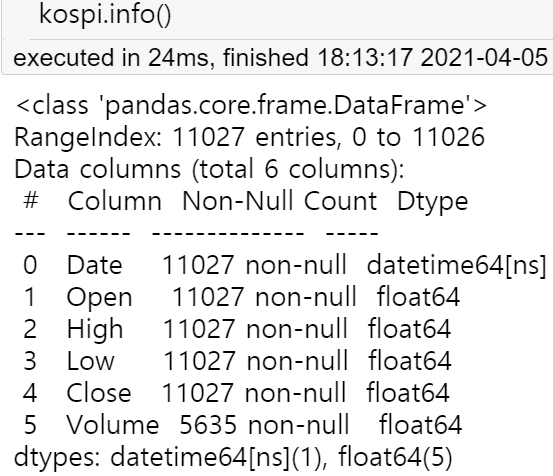 kospi.info()
executed in 24ms, finished 18:13:17 2021-04-05
<class 'pandas.core.frame.DataFrame'>
RangeIndex: 11027 entries, 0 to 11026
Data columns (total 6 columns):
# Column Non-Null Count Dtype
--- ------ -------------- -----
0 Date 11027 non-null datetime64[ns]
1 Open 11027 non-null float64
2 High 11027 non-null float64
3 Low 11027 non-null float64
4 Close 11027 non-null float64
5 Volume 5635 non-null float64
dtypes: datetime64[ns](1), float64(5)